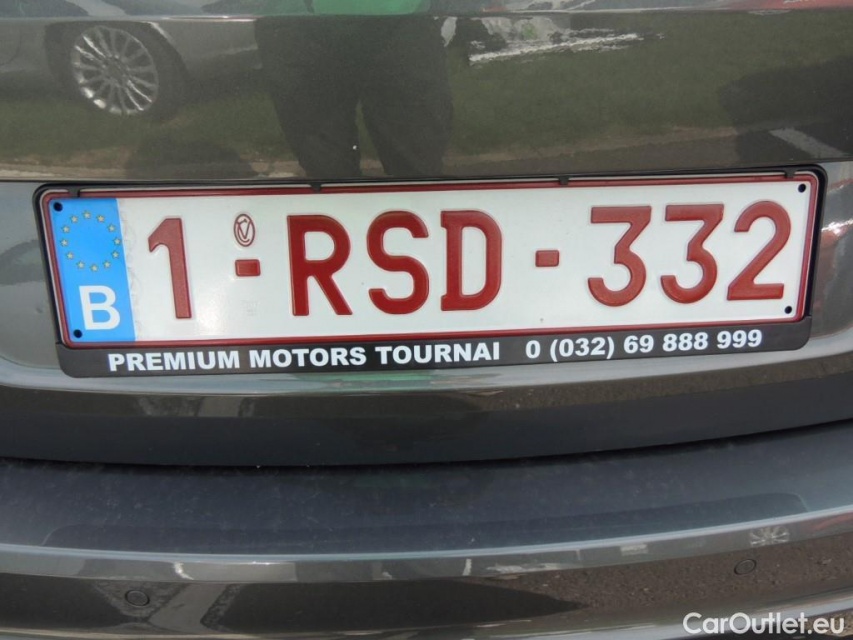 1-RSD-332
B
PREMIUM MOTORS TOURNAI 0 (032) 69 888 999
CarOutlet.eu